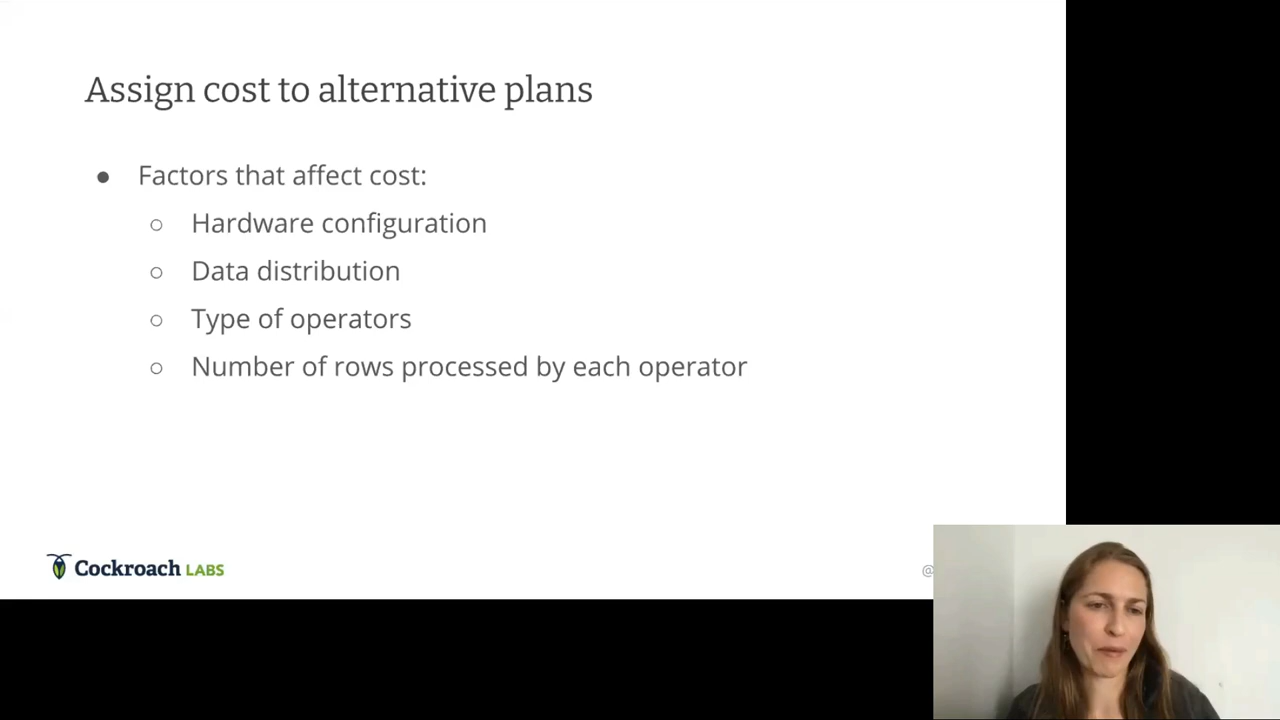 Assign cost to alternative plans
● Factors that affect cost:
○ Hardware configuration
○ Data distribution
○ Type of operators
○ Number of rows processed by each operator
Cockroach LABS
@